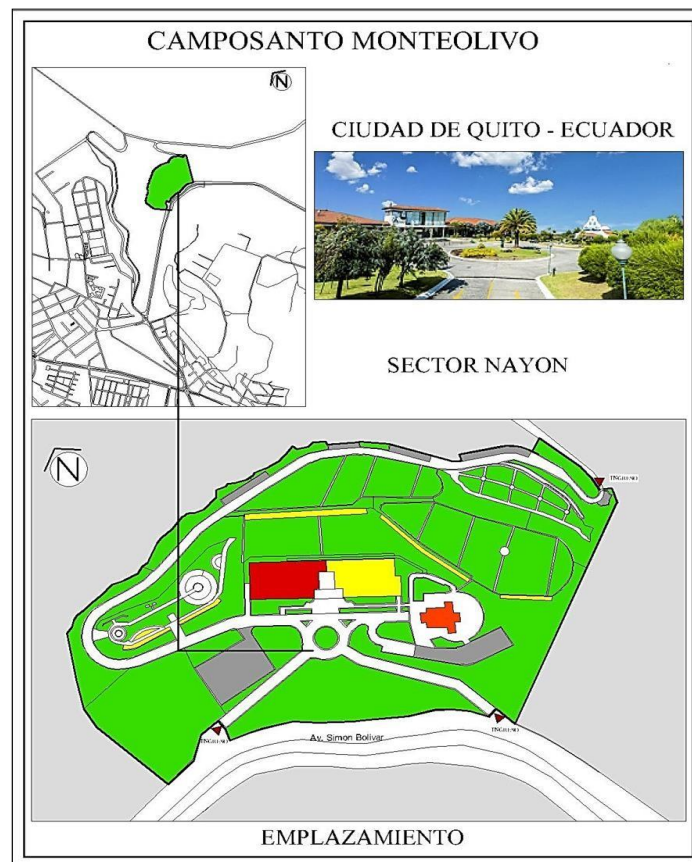 CAMPOSANTO MONTEOLIVO
N
CIUDAD DE QUITO - ECUADOR
SECTOR NAYON
N
Av. Simon Bolivar
EMPLAZAMIENTO